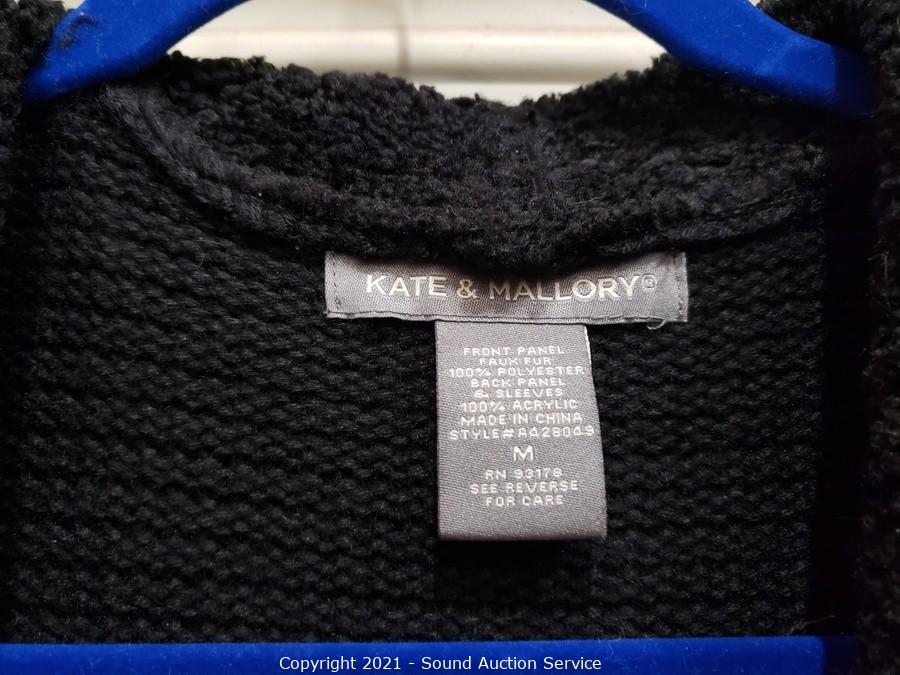 KATE & MALLORY®
FRONT PANEL
FAUX FUR
100% POLYESTER
BACK PANEL
& SLEEVES
100% ACRYLIC
MADE IN CHINA
STYLE#A428049
M
RN 93178
SEE REVERSE
FOR CARE
Copyright 2021 - Sound Auction Service